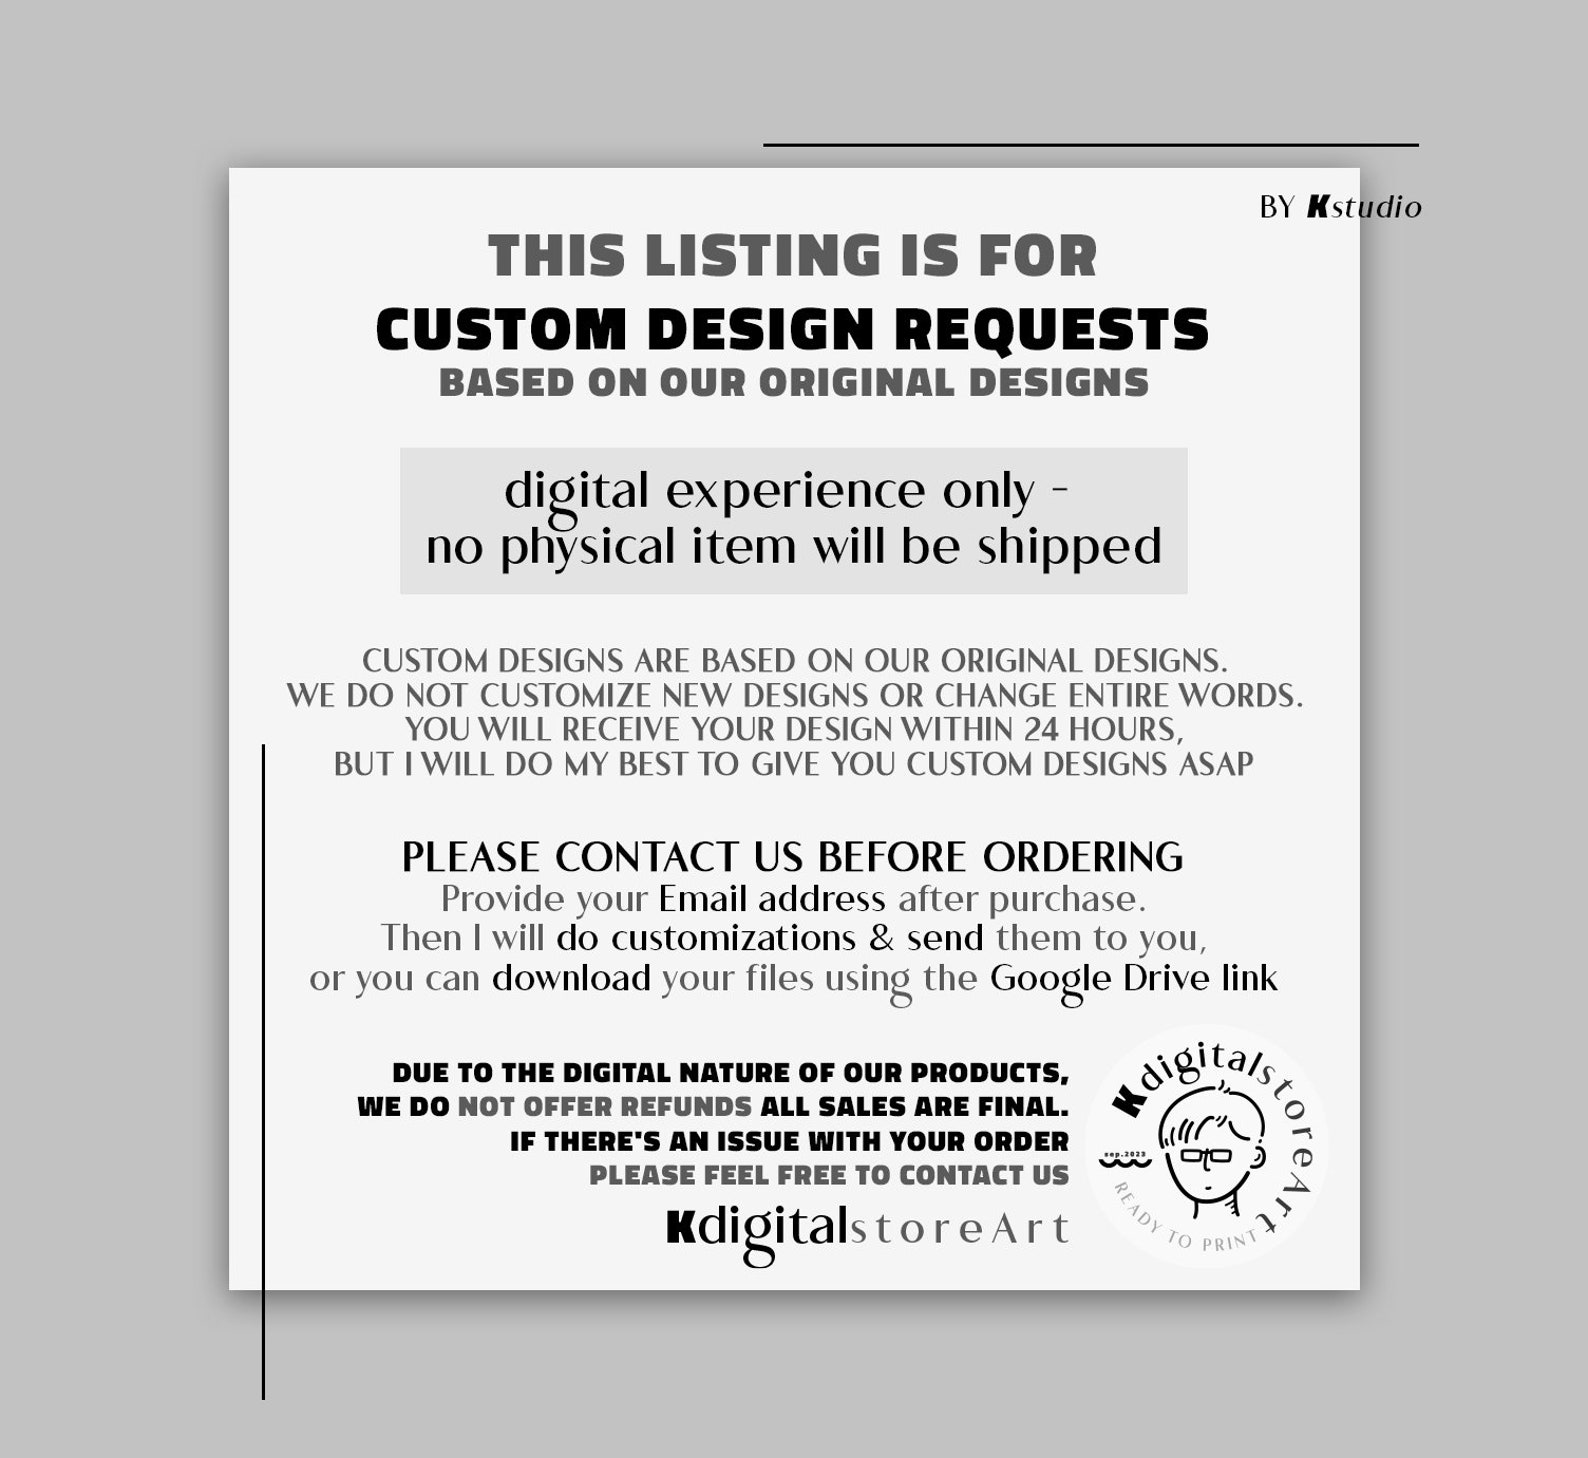 BY Kstudio
THIS LISTING IS FOR
CUSTOM DESIGN REQUESTS
BASED ON OUR ORIGINAL DESIGNS
digital experience only -
no physical item will be shipped
CUSTOM DESIGNS ARE BASED ON OUR ORIGINAL DESIGNS.
WE DO NOT CUSTOMIZE NEW DESIGNS OR CHANGE ENTIRE WORDS.
YOU WILL RECEIVE YOUR DESIGN WITHIN 24 HOURS,
BUT I WILL DO MY BEST TO GIVE YOU CUSTOM DESIGNS ASAP
PLEASE CONTACT US BEFORE ORDERING
Provide your Email address after purchase.
Then I will do customizations & send them to you,
or you can download your files using the Google Drive link
DUE TO THE DIGITAL NATURE OF OUR PRODUCTS,
WE DO NOT OFFER REFUNDS ALL SALES ARE FINAL.
IF THERE'S AN ISSUE WITH YOUR ORDER
PLEASE FEEL FREE TO CONTACT US
KdigitalstoreArt
KdigitalstoreArt
sep.2023
READY TO PRINT